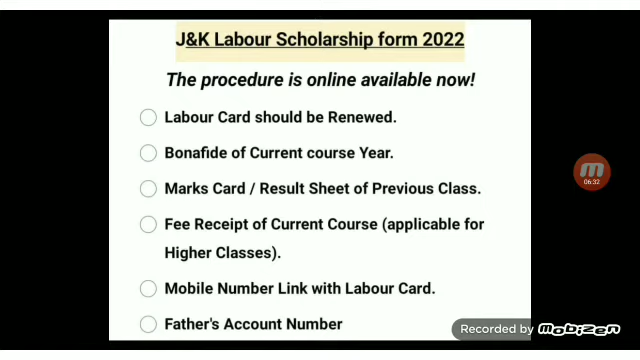 J&K Labour Scholarship form 2022
The procedure is online available now!
Labour Card should be Renewed.
Bonafide of Current course Year.
Marks Card / Result Sheet of Previous Class.
Fee Receipt of Current Course (applicable for
Higher Classes).
Mobile Number Link with Labour Card.
Father's Account Number
06:32
Recorded by mobizen